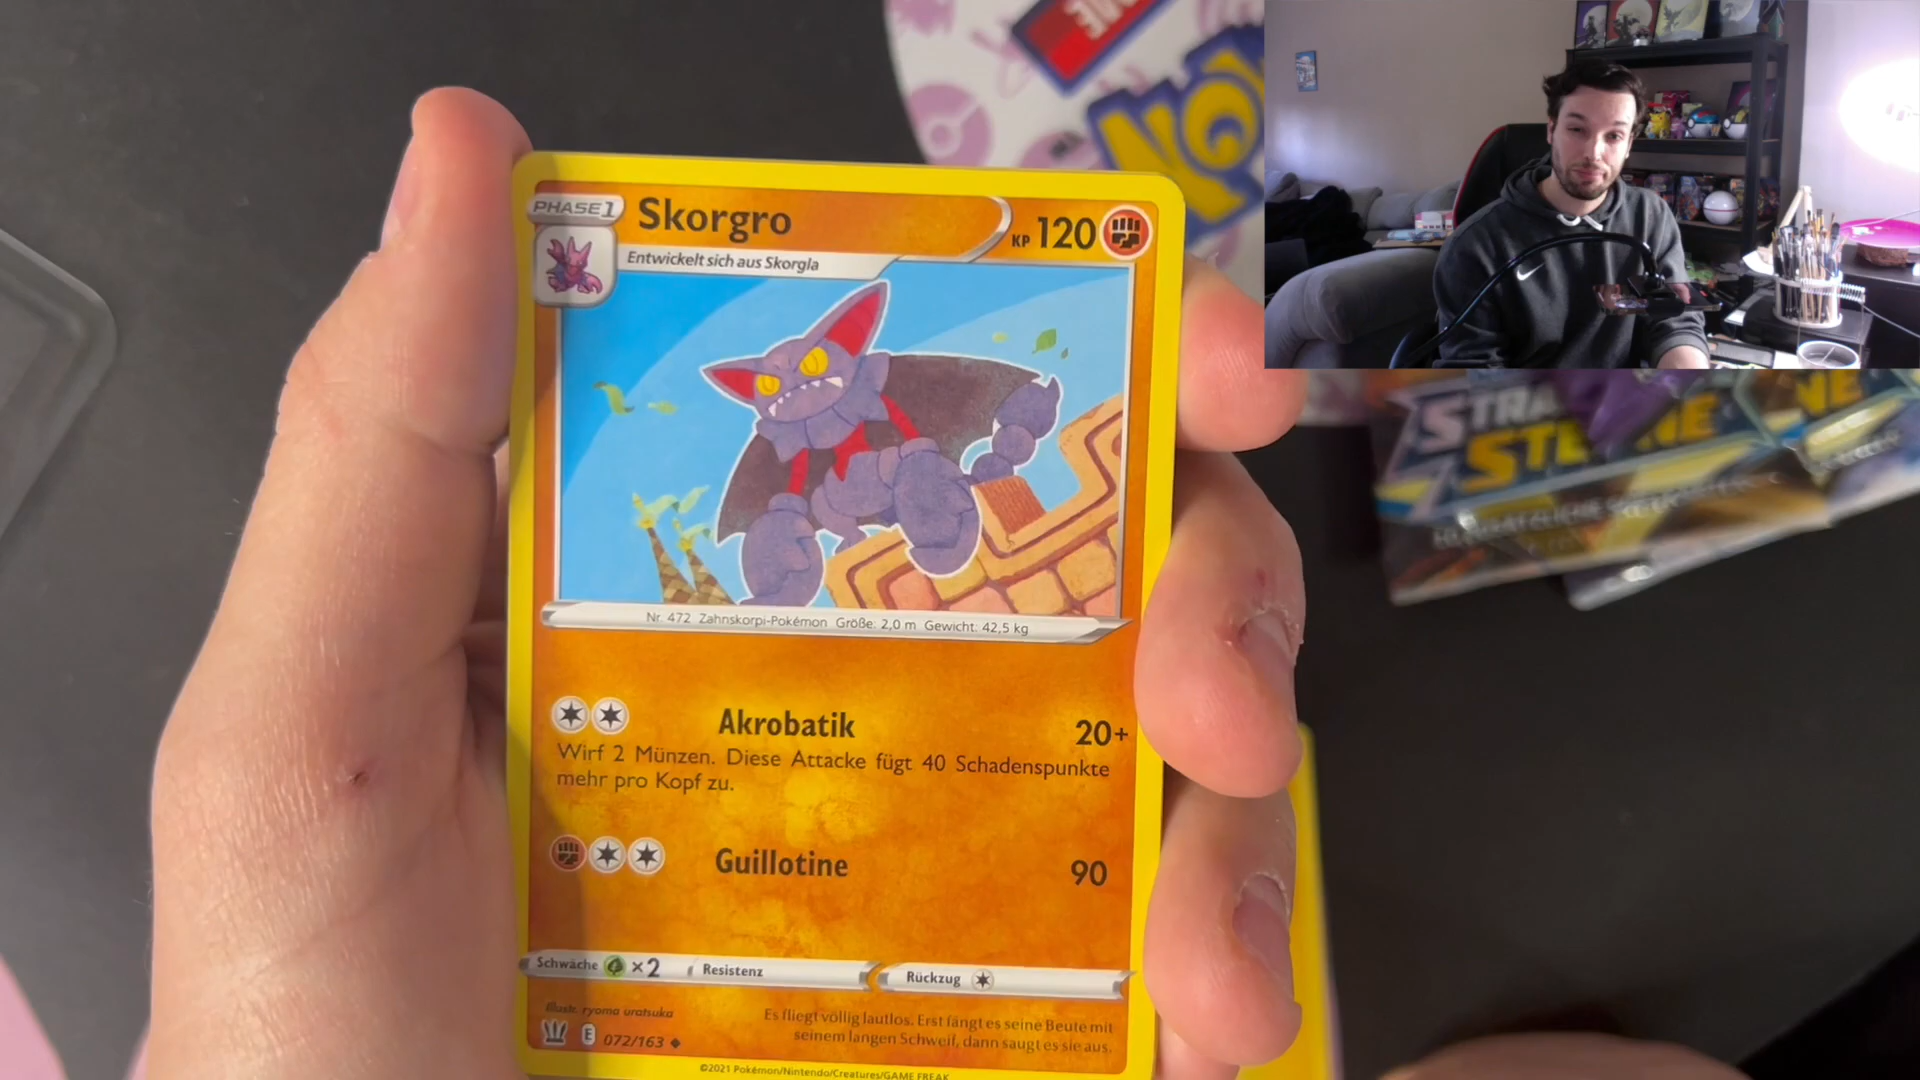 PHASE 1
Skorgro
KP 120
Entwickelt sich aus Skorgla
Nr. 472 Zahnskorpi-Pokémon Größe: 2,0 m Gewicht: 42,5 kg
Akrobatik 20+
Wirf 2 Münzen. Diese Attacke fügt 40 Schadenspunkte
mehr pro Kopf zu.
Guillotine 90
Schwäche ×2 Resistenz Rückzug
Illustr. ryoma uratsuka
E 072/163
Es fliegt völlig lautlos. Erst fängt es seine Beute mit
seinem langen Schweif, dann saugt es sie aus.
©2021 Pokémon/Nintendo/Creatures/GAME FREAK